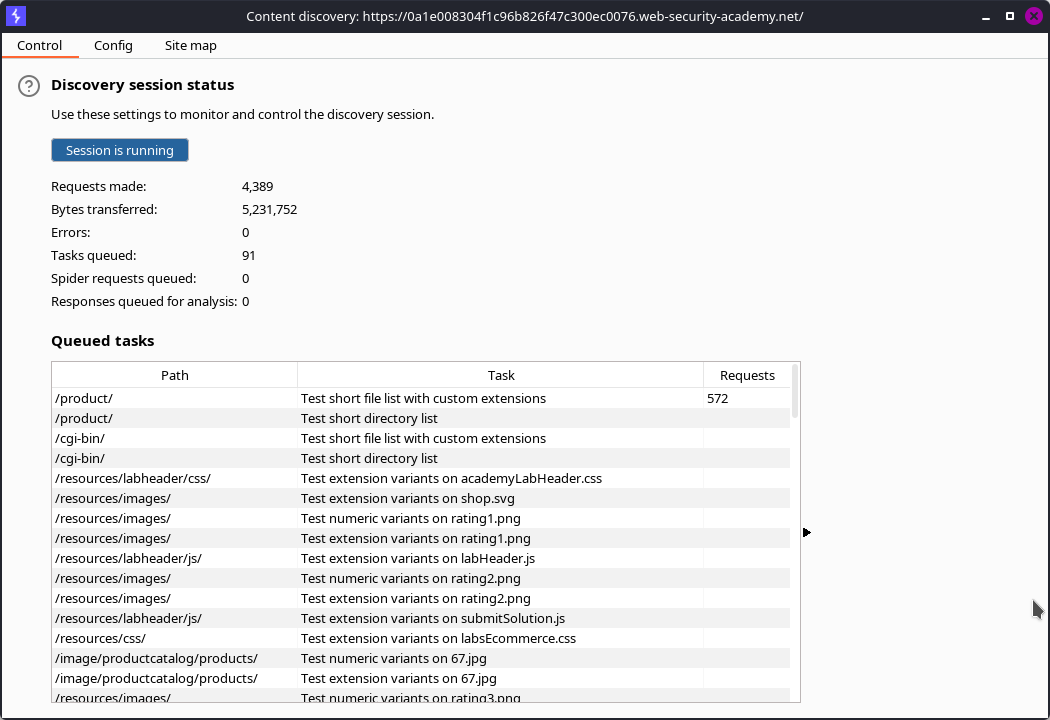 Content discovery: https://0a1e008304f1c96b826f47c300ec0076.web-security-academy.net/
Control Config Site map
Discovery session status
Use these settings to monitor and control the discovery session.
Session is running
Requests made: 4,389
Bytes transferred: 5,231,752
Errors: 0
Tasks queued: 91
Spider requests queued: 0
Responses queued for analysis: 0
Queued tasks
Path Task Requests
/product/ Test short file list with custom extensions 572
/product/ Test short directory list
/cgi-bin/ Test short file list with custom extensions
/cgi-bin/ Test short directory list
/resources/labheader/css/ Test extension variants on academyLabHeader.css
/resources/images/ Test extension variants on shop.svg
/resources/images/ Test numeric variants on rating1.png
/resources/images/ Test extension variants on rating1.png
/resources/labheader/js/ Test extension variants on labHeader.js
/resources/images/ Test numeric variants on rating2.png
/resources/images/ Test extension variants on rating2.png
/resources/labheader/js/ Test extension variants on submitSolution.js
/resources/css/ Test extension variants on labsEcommerce.css
/image/productcatalog/products/ Test numeric variants on 67.jpg
/image/productcatalog/products/ Test extension variants on 67.jpg
/resources/images/ Test numeric variants on rating3.png